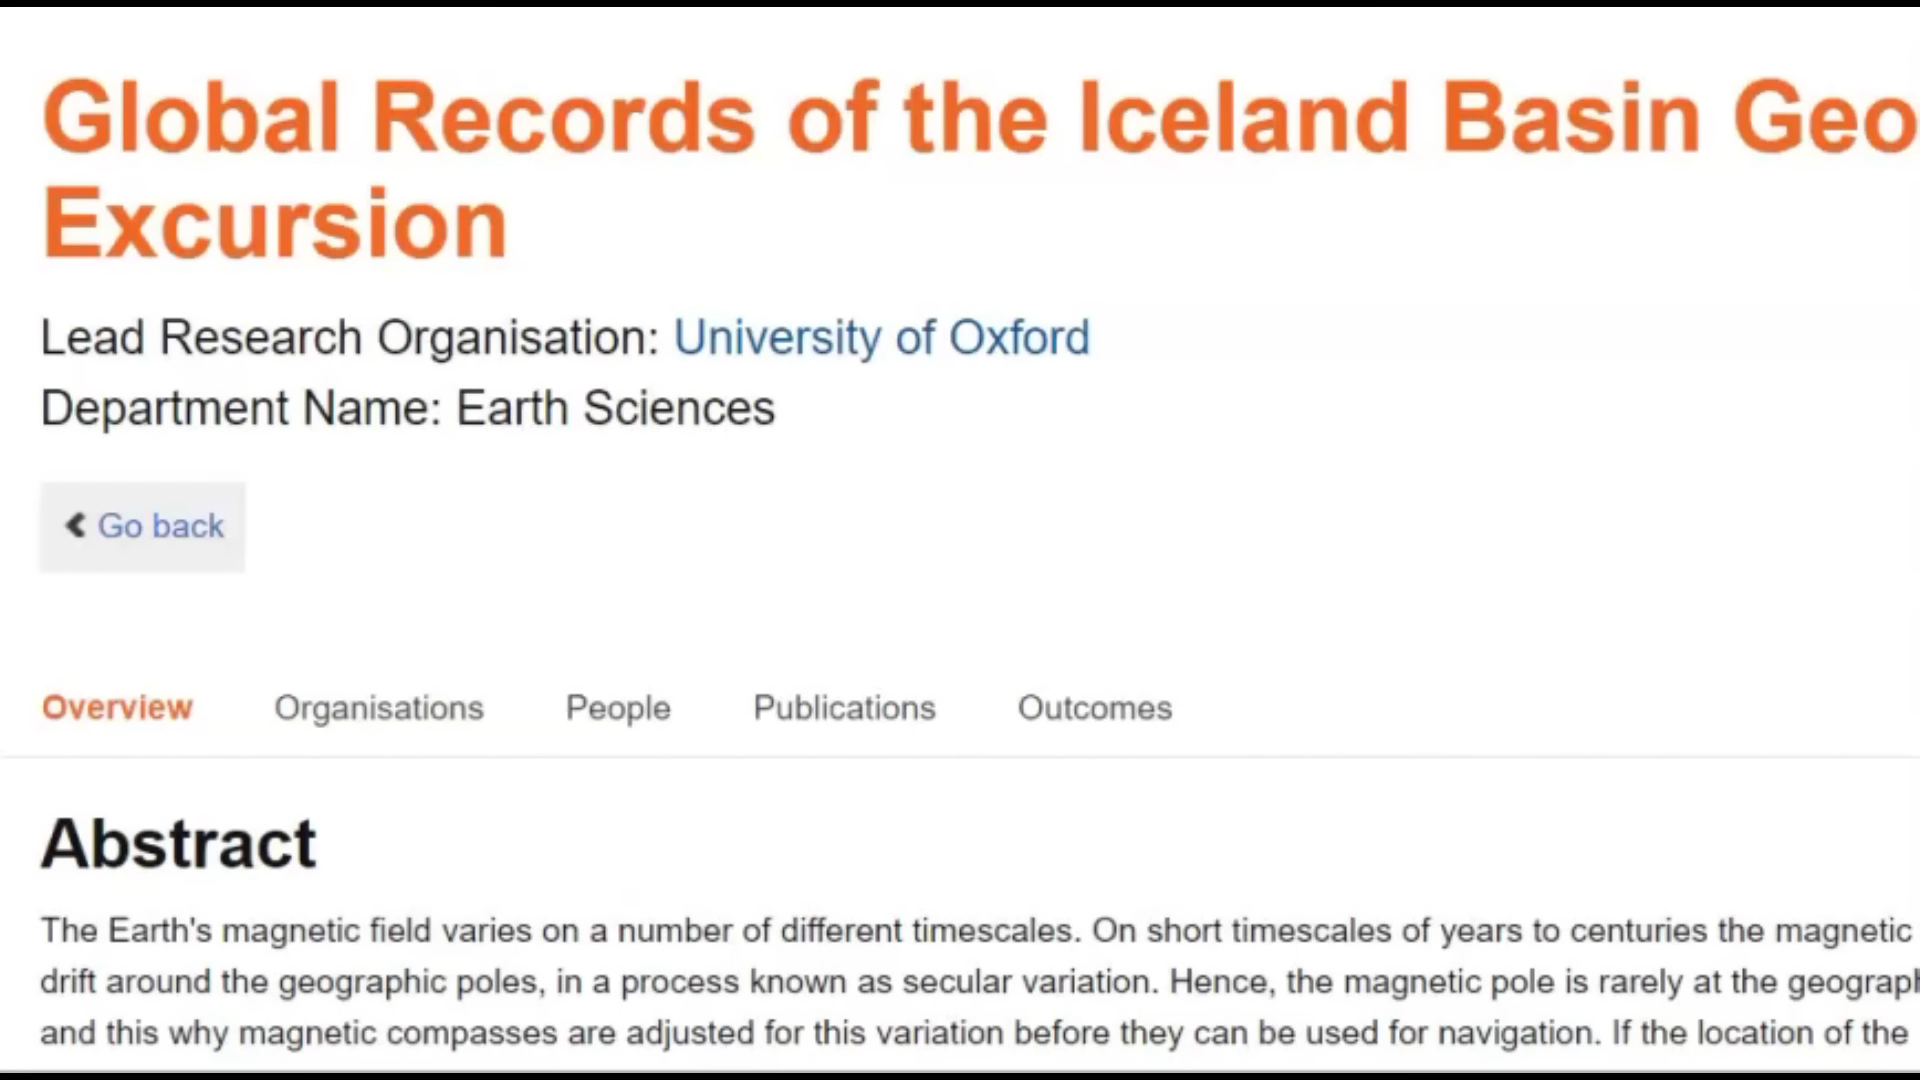 Global Records of the Iceland Basin Geo
Excursion
Lead Research Organisation: University of Oxford
Department Name: Earth Sciences
Go back
Overview Organisations People Publications Outcomes
Abstract
The Earth's magnetic field varies on a number of different timescales. On short timescales of years to centuries the magnetic
drift around the geographic poles, in a process known as secular variation. Hence, the magnetic pole is rarely at the geograph
and this why magnetic compasses are adjusted for this variation before they can be used for navigation. If the location of the